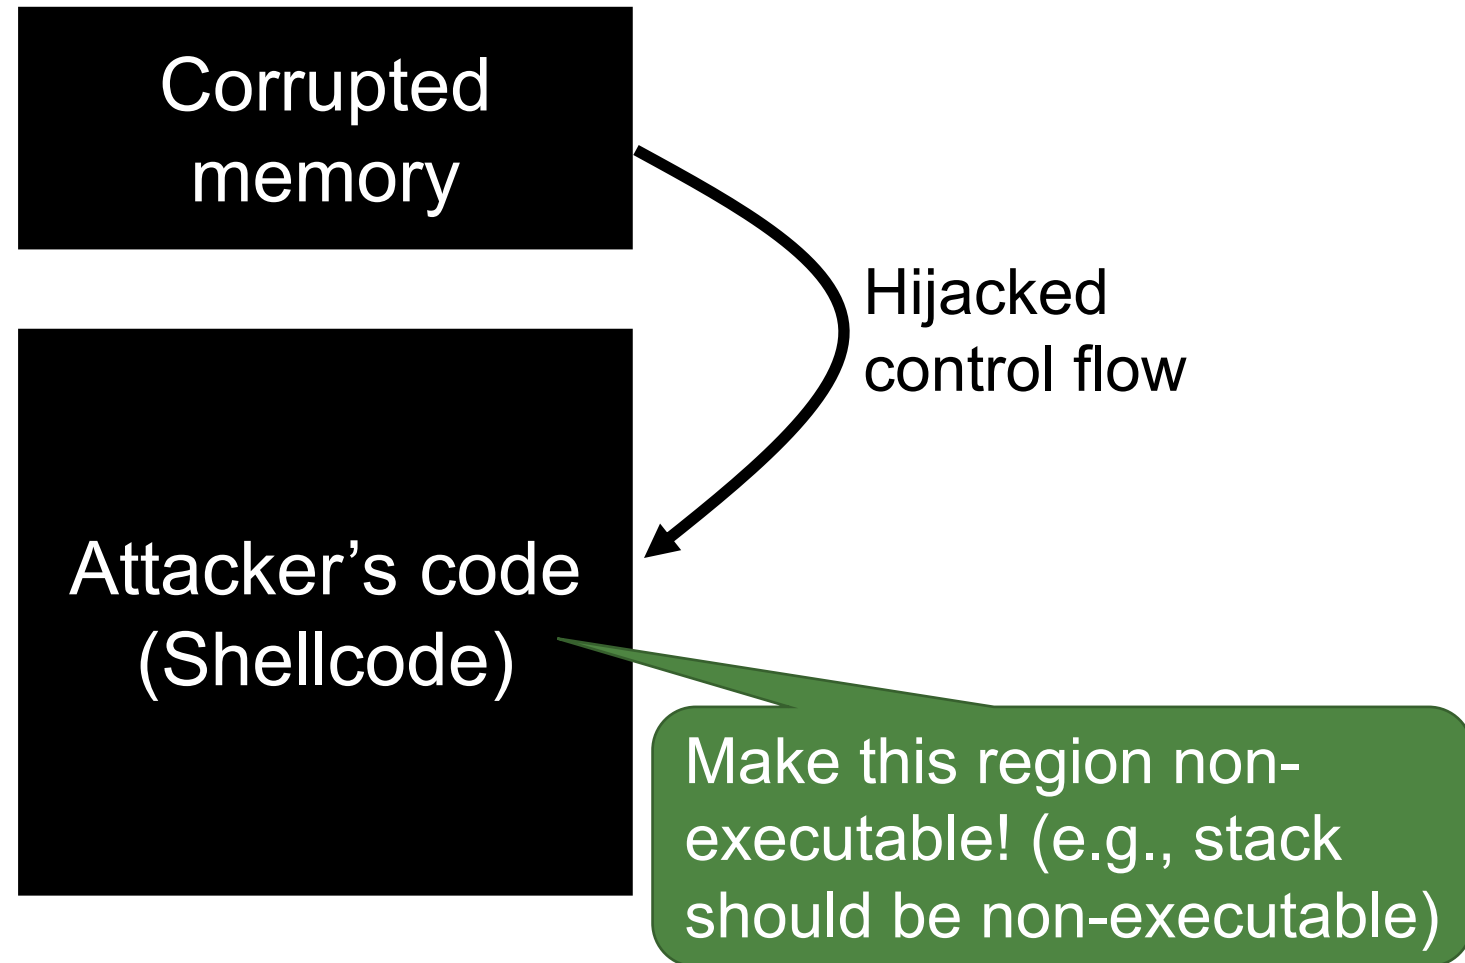 Corrupted
memory
Hijacked
control flow
Attacker’s code
(Shellcode)
Make this region non-
executable! (e.g., stack
should be non-executable)